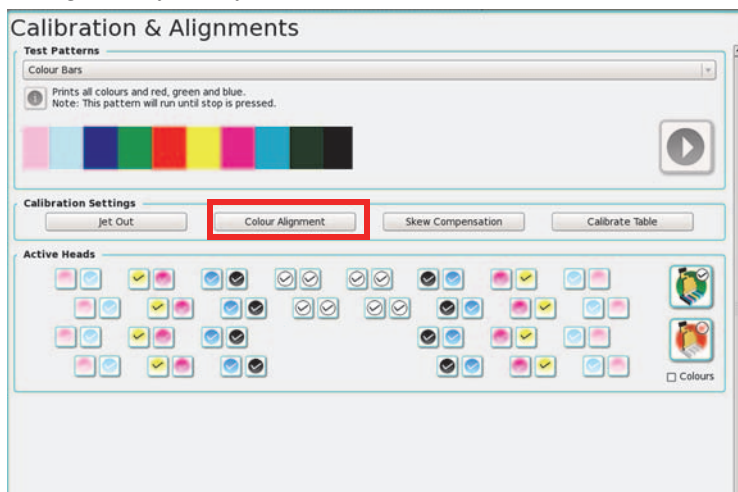 Calibration & Alignments
Test Patterns
Colour Bars
Prints all colours and red, green and blue.
Note: This pattern will run until stop is pressed.
Calibration Settings
Jet Out
Colour Alignment
Skew Compensation
Calibrate Table
Active Heads
Colours